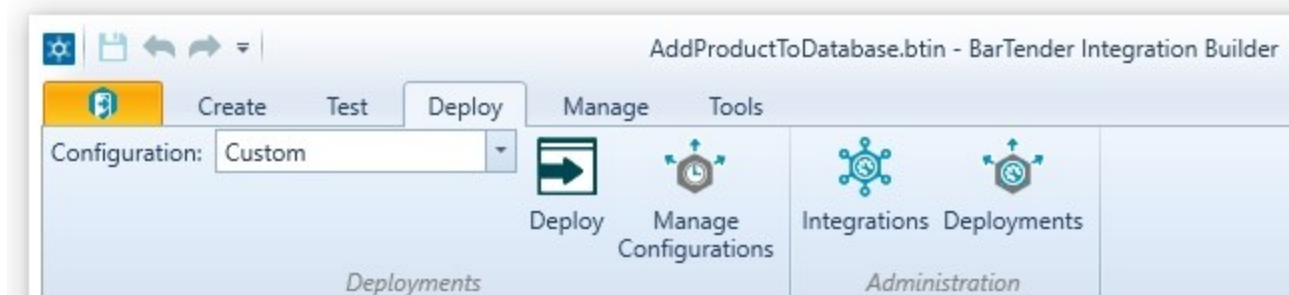 AddProductToDatabase.btin - BarTender Integration Builder
Create Test Deploy Manage Tools
Configuration: Custom
Deploy Manage Configurations Integrations Deployments
Deployments Administration